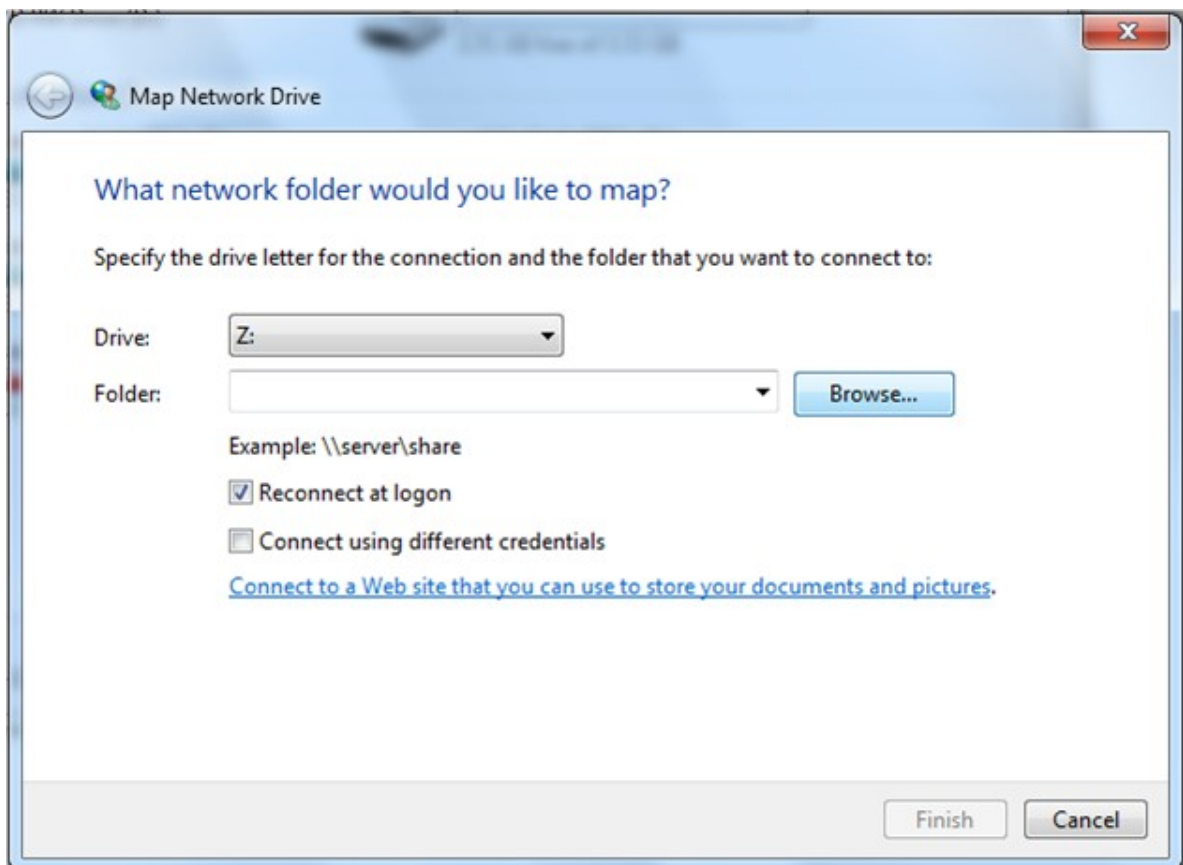 Map Network Drive
What network folder would you like to map?
Specify the drive letter for the connection and the folder that you want to connect to:
Drive: Z:
Folder: Browse...
Example: \\server\share
Reconnect at logon
Connect using different credentials
Connect to a Web site that you can use to store your documents and pictures.
Finish Cancel